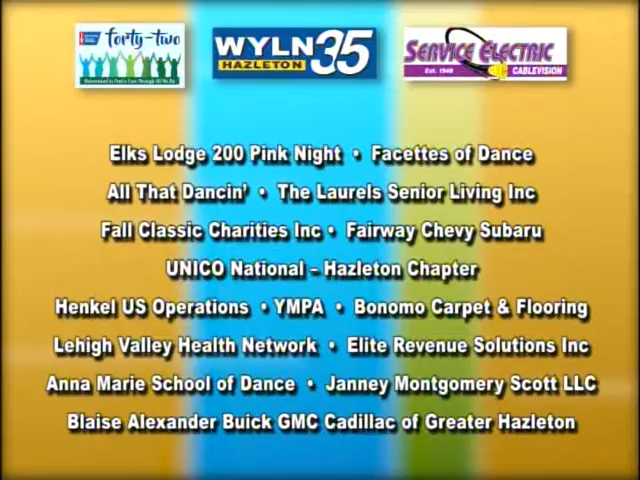 forty-two
WYLN 35
HAZLETON
SERVICE ELECTRIC
Est. 1948 CABLEVISION
Elks Lodge 200 Pink Night • Facettes of Dance
All That Dancin' • The Laurels Senior Living Inc
Fall Classic Charities Inc • Fairway Chevy Subaru
UNICO National – Hazleton Chapter
Henkel US Operations • YMPA • Bonomo Carpet & Flooring
Lehigh Valley Health Network • Elite Revenue Solutions Inc
Anna Marie School of Dance • Janney Montgomery Scott LLC
Blaise Alexander Buick GMC Cadillac of Greater Hazleton